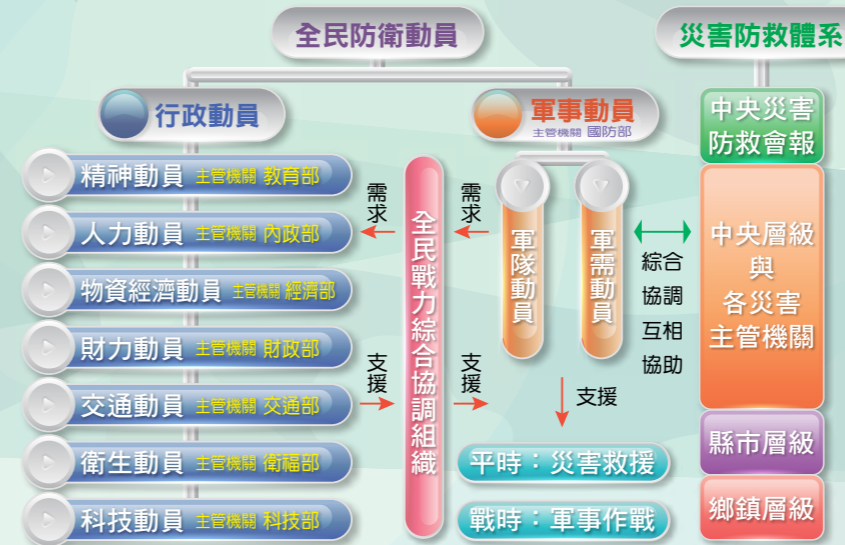 全民防衛動員
行政動員
精神動員 主管機關 教育部
人力動員 主管機關 內政部
物資經濟動員 主管機關 經濟部
財力動員 主管機關 財政部
交通動員 主管機關 交通部
衛生動員 主管機關 衛福部
科技動員 主管機關 科技部
需求
支援
全民戰力綜合協調組織
需求
支援
軍事動員
主管機關 國防部
軍隊動員
軍需動員
支援
平時：災害救援
戰時：軍事作戰
綜合
協調
互相
協助
災害防救體系
中央災害
防救會報
中央層級
與
各災害
主管機關
縣市層級
鄉鎮層級